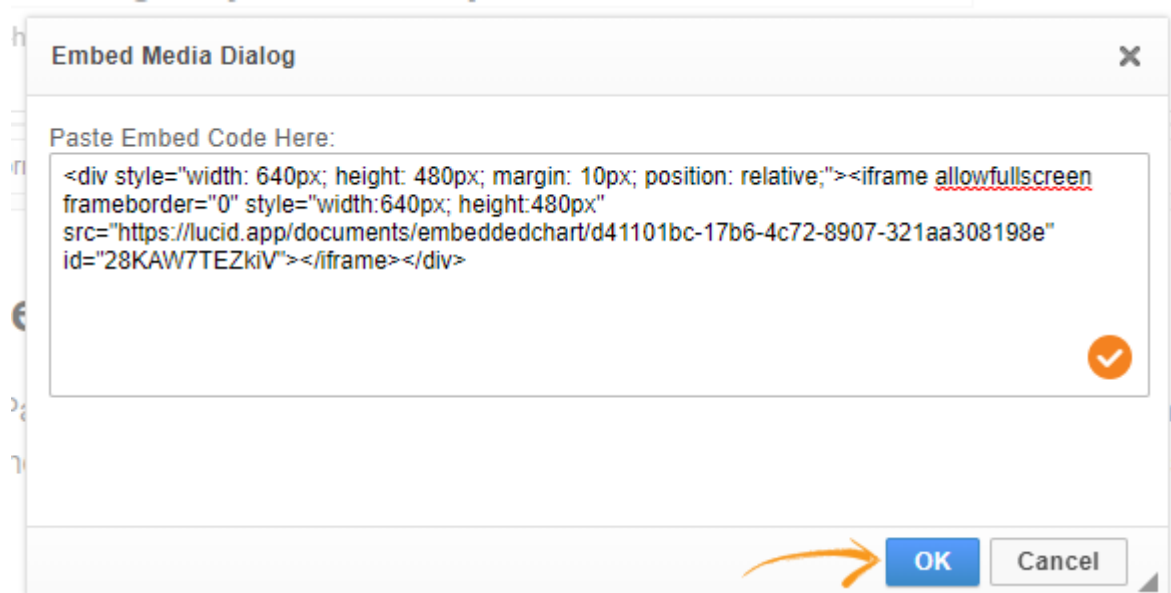 Embed Media Dialog
Paste Embed Code Here:
<div style="width: 640px; height: 480px; margin: 10px; position: relative;"><iframe allowfullscreen
frameborder="0" style="width:640px; height:480px"
src="https://lucid.app/documents/embeddedchart/d41101bc-17b6-4c72-8907-321aa308198e"
id="28KAW7TEZkiV"></iframe></div>
OK Cancel